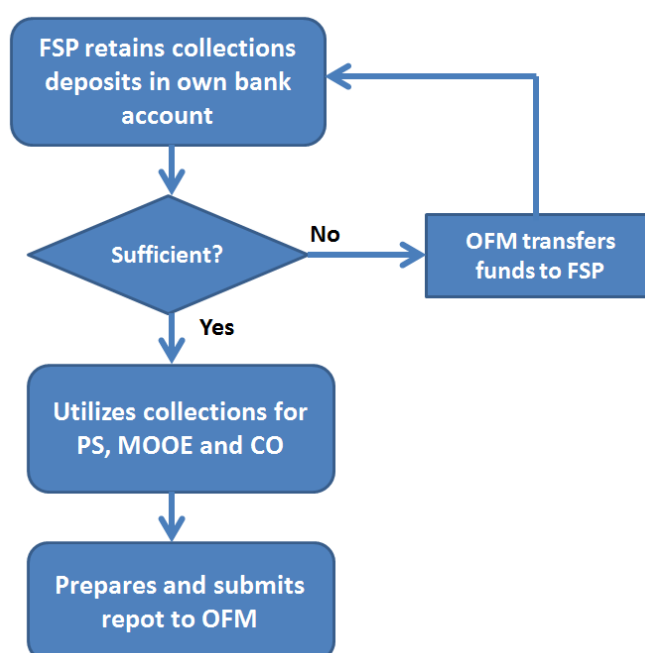 FSP retains collections
deposits in own bank
account
Sufficient?
No
OFM transfers
funds to FSP
Yes
Utilizes collections for
PS, MOOE and CO
Prepares and submits
repot to OFM